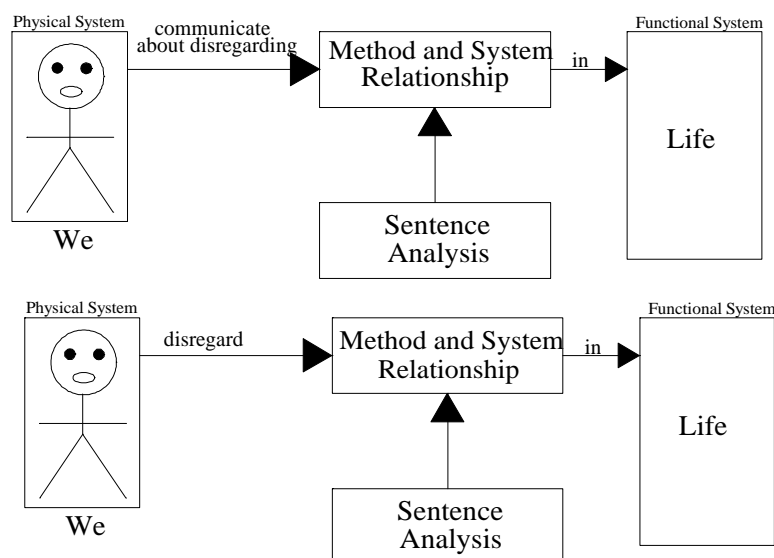 Physical System
communicate
about disregarding
Method and System
Relationship
in
Functional System
Life
Sentence
Analysis
We
Physical System
disregard
Method and System
Relationship
in
Functional System
Life
Sentence
Analysis
We